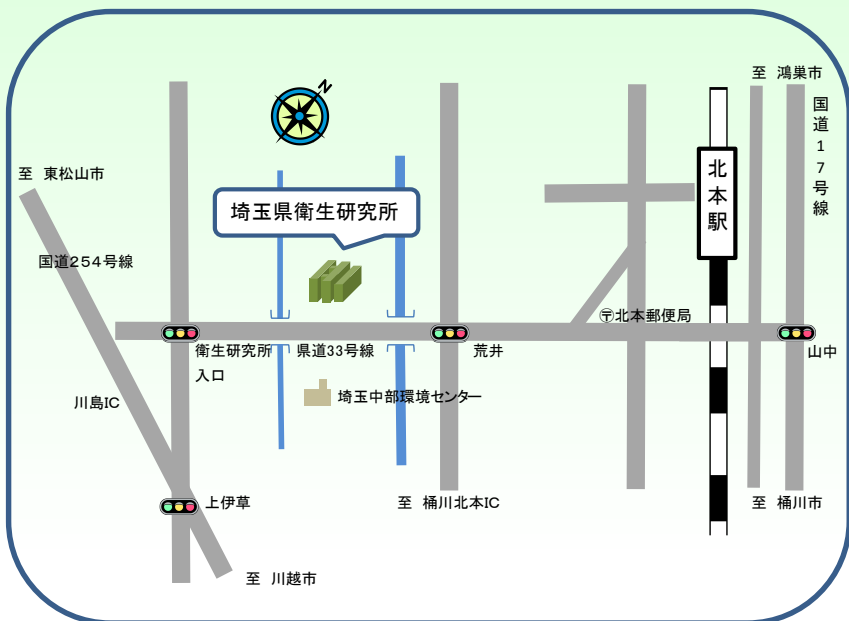 N
至 鴻巣市
国道17号線
北本駅
至 東松山市
埼玉県衛生研究所
国道254号線
〒北本郵便局
衛生研究所
入口
県道33号線
荒井
山中
川島IC
埼玉中部環境センター
上伊草
至 桶川北本IC
至 桶川市
至 川越市